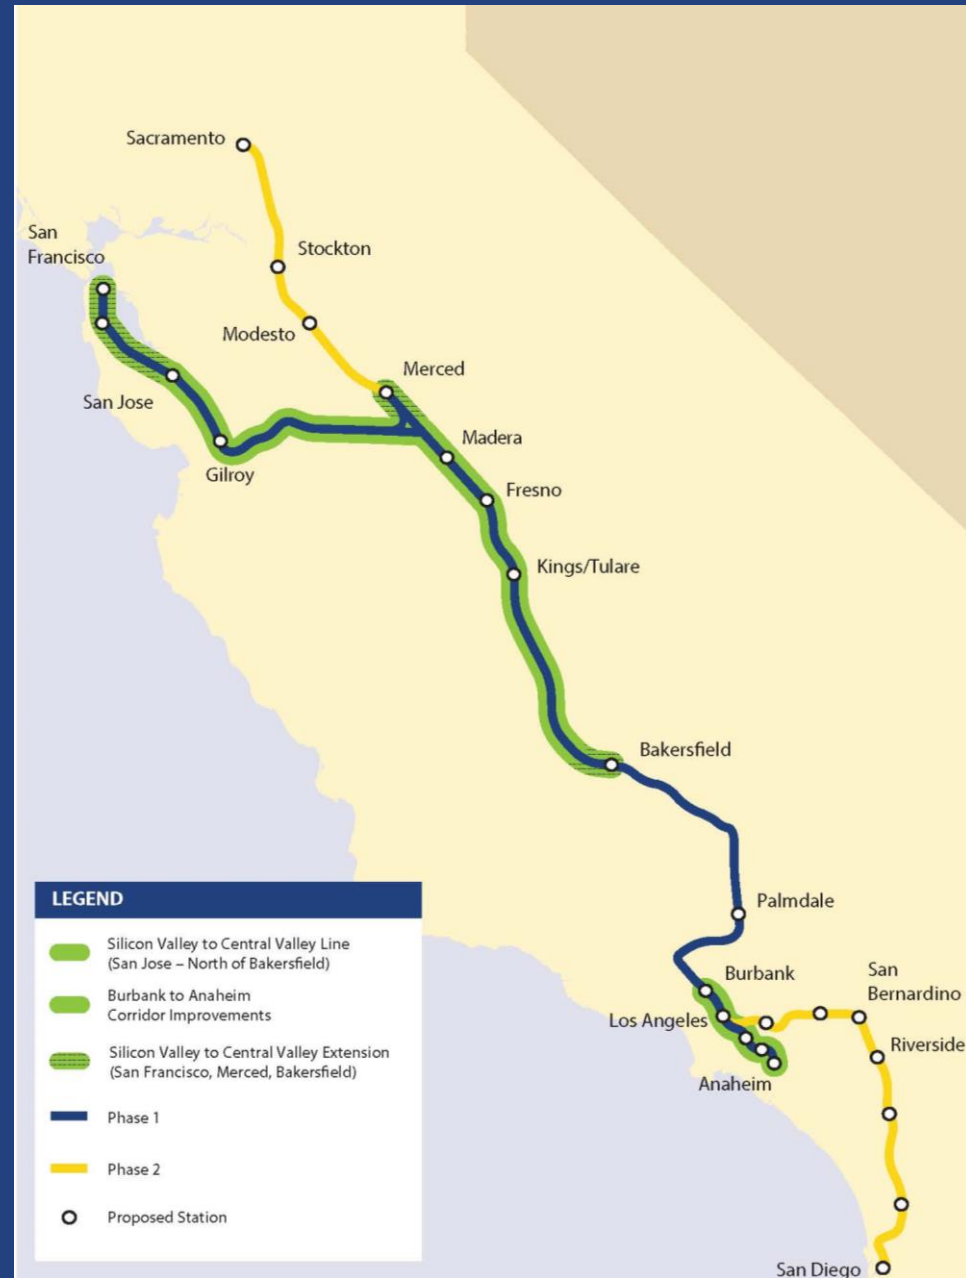 Sacramento
San
Francisco
Stockton
Modesto
Merced
San Jose
Madera
Gilroy
Fresno
Kings/Tulare
Bakersfield
Palmdale
Burbank
San
Bernardino
Los Angeles
Riverside
Anaheim
San Diego
LEGEND
Silicon Valley to Central Valley Line
(San Jose – North of Bakersfield)
Burbank to Anaheim
Corridor Improvements
Silicon Valley to Central Valley Extension
(San Francisco, Merced, Bakersfield)
Phase 1
Phase 2
Proposed Station